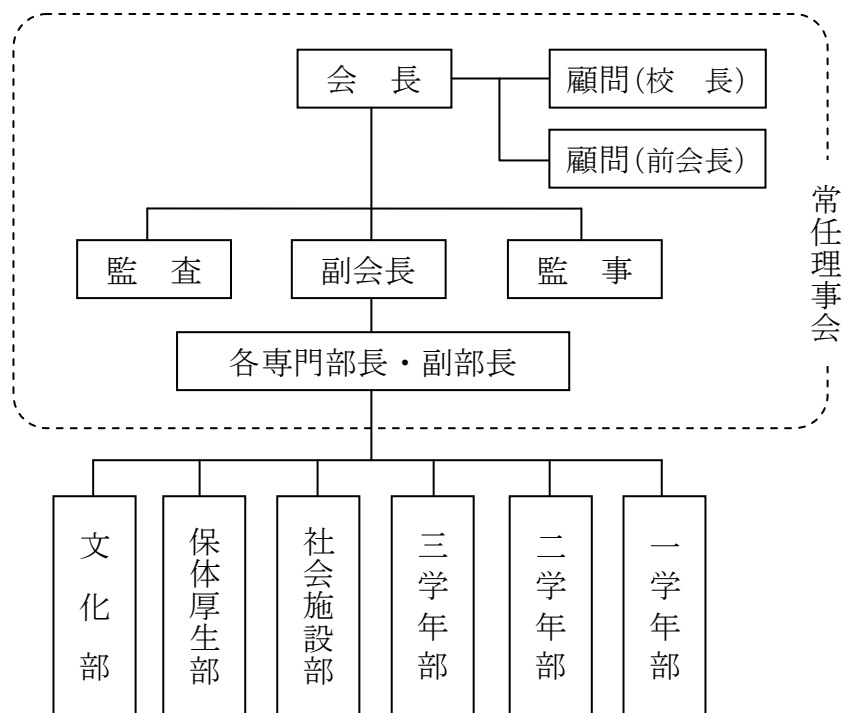 会　長
顧問(校　長)
顧問(前会長)
常任理事会
監　査
副会長
監　事
各専門部長・副部長
文化部
保体厚生部
社会施設部
三学年部
二学年部
一学年部